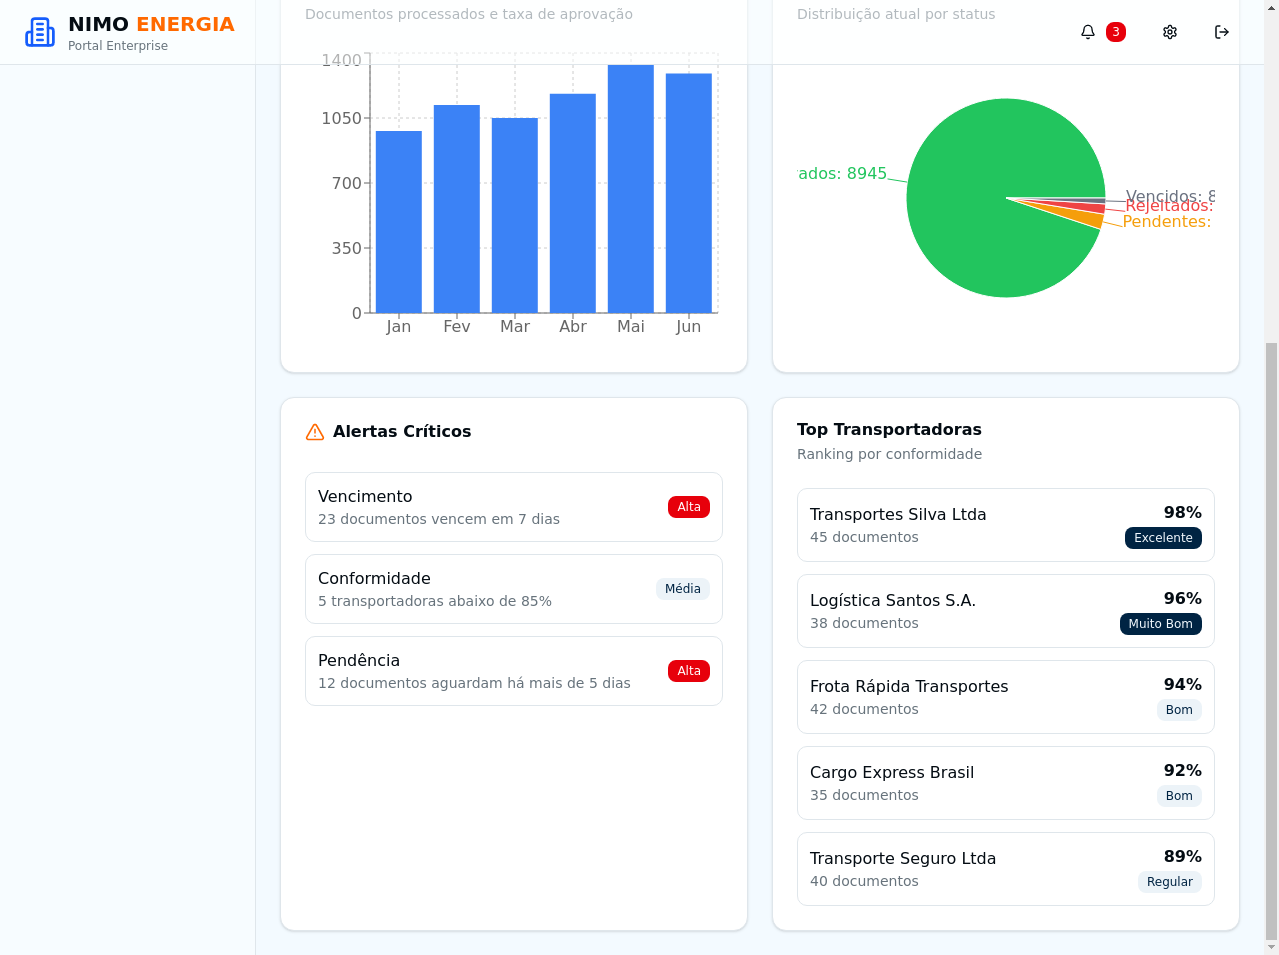 NIMO ENERGIA
Portal Enterprise
3
Documentos processados e taxa de aprovação
1400
1050
700
350
0
Jan Fev Mar Abr Mai Jun
Distribuição atual por status
ados: 8945
Vencidos: 8
Rejeitados:
Pendentes:
Alertas Críticos
Vencimento
23 documentos vencem em 7 dias
Alta
Conformidade
5 transportadoras abaixo de 85%
Média
Pendência
12 documentos aguardam há mais de 5 dias
Alta
Top Transportadoras
Ranking por conformidade
Transportes Silva Ltda
45 documentos
98%
Excelente
Logística Santos S.A.
38 documentos
96%
Muito Bom
Frota Rápida Transportes
42 documentos
94%
Bom
Cargo Express Brasil
35 documentos
92%
Bom
Transporte Seguro Ltda
40 documentos
89%
Regular